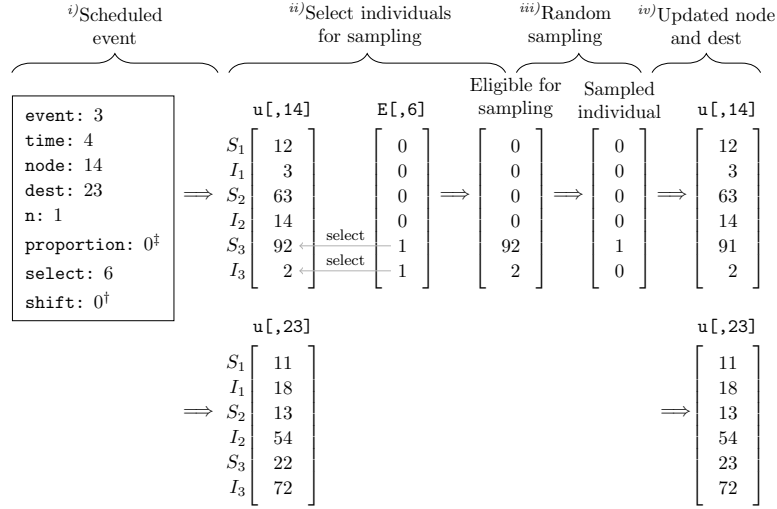 i)Scheduled event
ii)Select individuals for sampling
iii)Random sampling
iv)Updated node and dest
event: 3
time: 4
node: 14
dest: 23
n: 1
proportion: 0‡
select: 6
shift: 0†
⟹
u[,14]
S1 12
I1 3
S2 63
I2 14
S3 92
I3 2
select
select
E[,6]
0
0
0
0
1
1
⟹
Eligible for sampling
0
0
0
0
92
2
⟹
Sampled individual
0
0
0
0
1
0
⟹
u[,14]
12
3
63
14
91
2
⟹
u[,23]
S1 11
I1 18
S2 13
I2 54
S3 22
I3 72
⟹
u[,23]
11
18
13
54
23
72